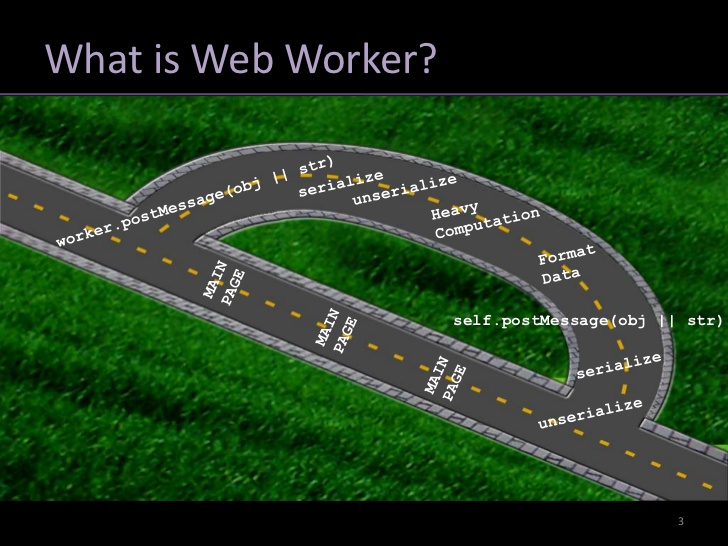 What is Web Worker?
worker.postMessage(obj || str)
serialize
unserialize
Heavy
Computation
Format
Data
self.postMessage(obj || str)
serialize
unserialize
MAIN
PAGE
MAIN
PAGE
MAIN
PAGE
3